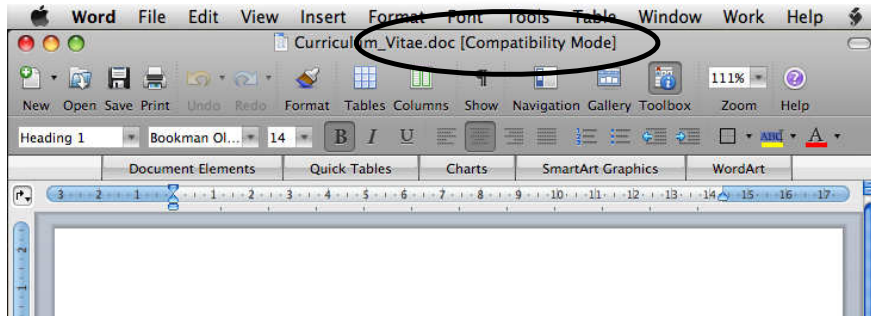 Word File Edit View Insert Format Font Tools Table Window Work Help
Curriculum_Vitae.doc [Compatibility Mode]
111%
New Open Save Print Undo Redo Format Tables Columns Show Navigation Gallery Toolbox Zoom Help
Heading 1 Bookman Ol... 14 B I U ABC A
Document Elements Quick Tables Charts SmartArt Graphics WordArt
3 2 1 1 2 3 4 5 6 7 8 9 10 11 12 13 14 15 16 17
2
1